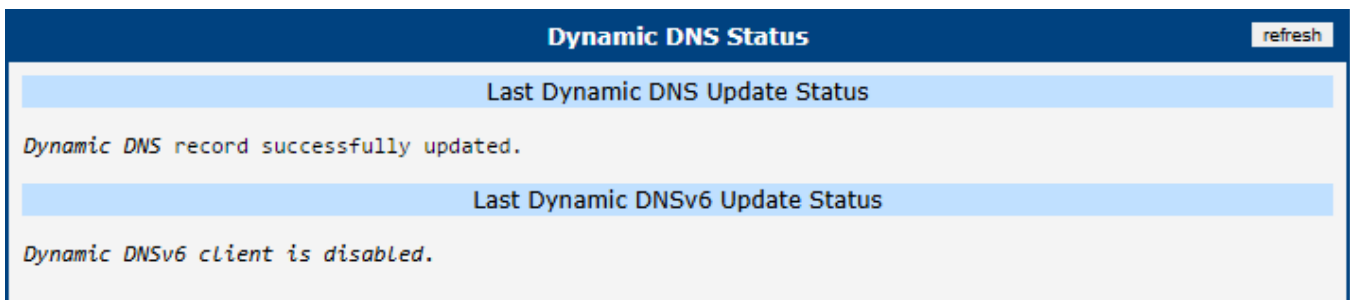 Dynamic DNS Status
refresh
Last Dynamic DNS Update Status
Dynamic DNS record successfully updated.
Last Dynamic DNSv6 Update Status
Dynamic DNSv6 client is disabled.